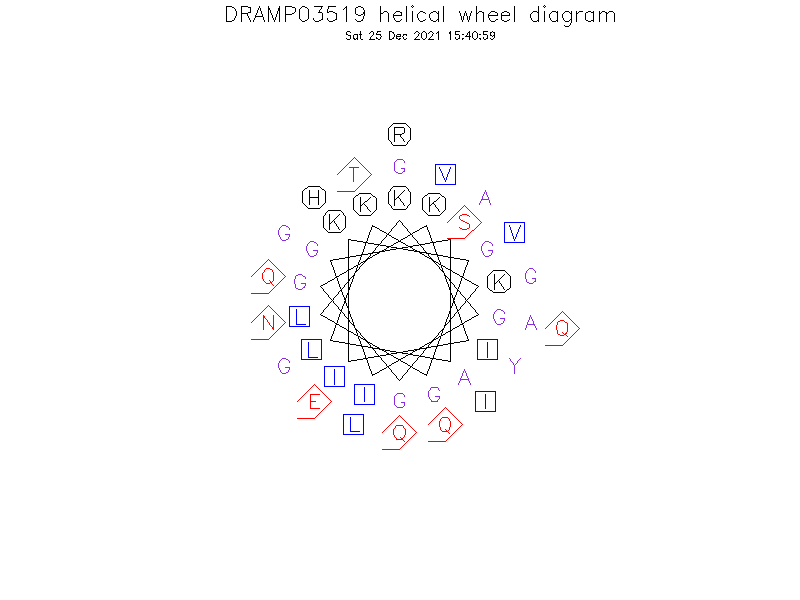 DRAMP03519 helical wheel diagram
Sat 25 Dec 2021 15:40:59
R
T G V
H K K K A
K S
G G G V
Q G K G
N L G A Q
L I
G I A Y
E I G G I
L Q Q